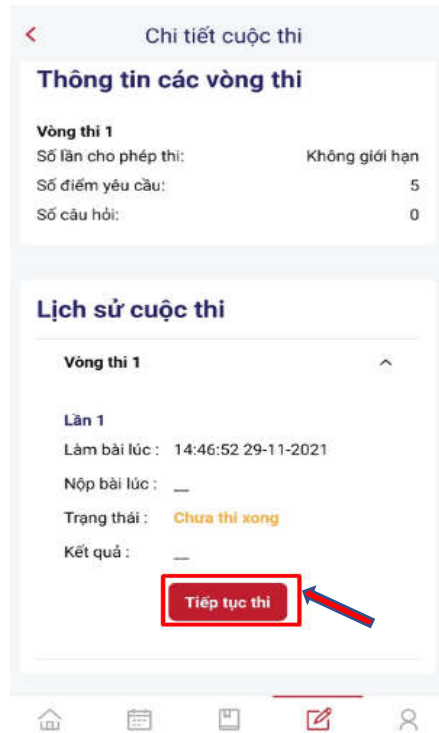 Chi tiết cuộc thi
Thông tin các vòng thi
Vòng thi 1
Số lần cho phép thi: Không giới hạn
Số điểm yêu cầu: 5
Số câu hỏi: 0
Lịch sử cuộc thi
Vòng thi 1
Lần 1
Làm bài lúc : 14:46:52 29-11-2021
Nộp bài lúc : __
Trạng thái : Chưa thi xong
Kết quả : __
Tiếp tục thi